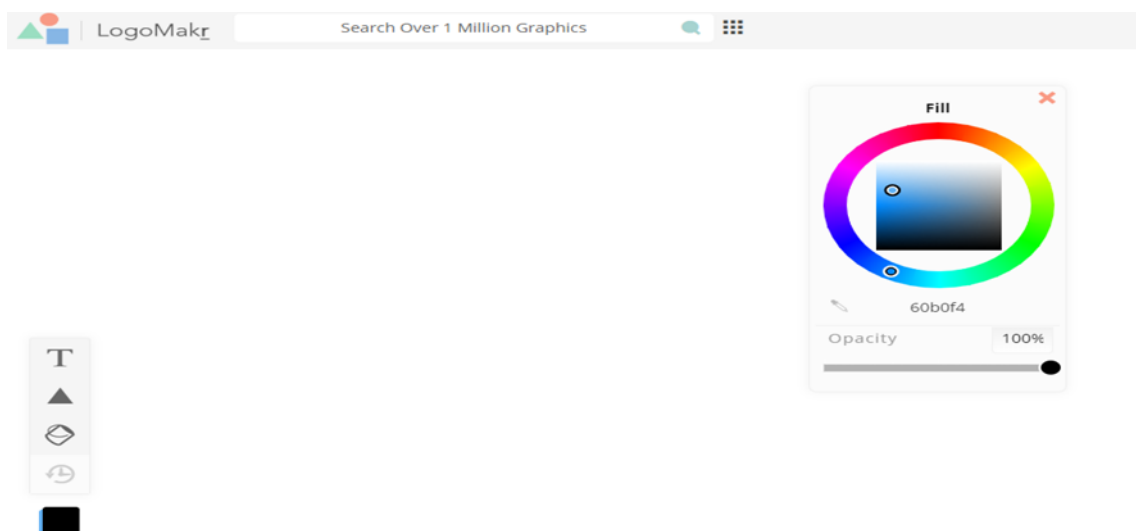 LogoMakr
Search Over 1 Million Graphics
Fill
60b0f4
Opacity
100%
T